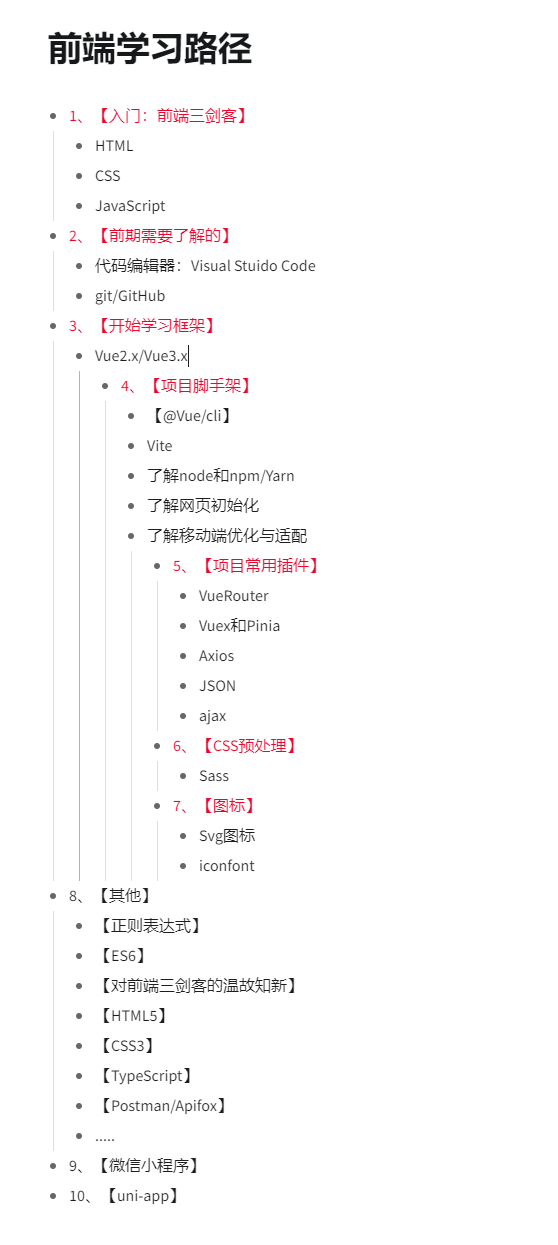 前端学习路径
1、【入门：前端三剑客】
HTML
CSS
JavaScript
2、【前期需要了解的】
代码编辑器：Visual Stuido Code
git/GitHub
3、【开始学习框架】
Vue2.x/Vue3.x
4、【项目脚手架】
【@Vue/cli】
Vite
了解node和npm/Yarn
了解网页初始化
了解移动端优化与适配
5、【项目常用插件】
VueRouter
Vuex和Pinia
Axios
JSON
ajax
6、【CSS预处理】
Sass
7、【图标】
Svg图标
iconfont
8、【其他】
【正则表达式】
【ES6】
【对前端三剑客的温故知新】
【HTML5】
【CSS3】
【TypeScript】
【Postman/Apifox】
.....
9、【微信小程序】
10、【uni-app】